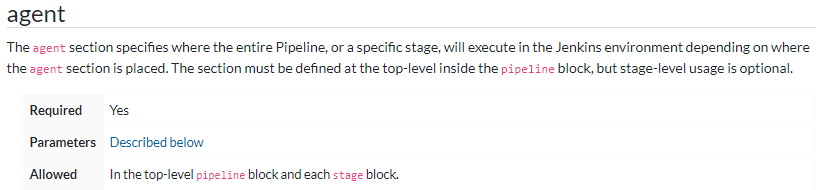 agent
The agent section specifies where the entire Pipeline, or a specific stage, will execute in the Jenkins environment depending on where
the agent section is placed. The section must be defined at the top-level inside the pipeline block, but stage-level usage is optional.
Required Yes
Parameters Described below
Allowed In the top-level pipeline block and each stage block.